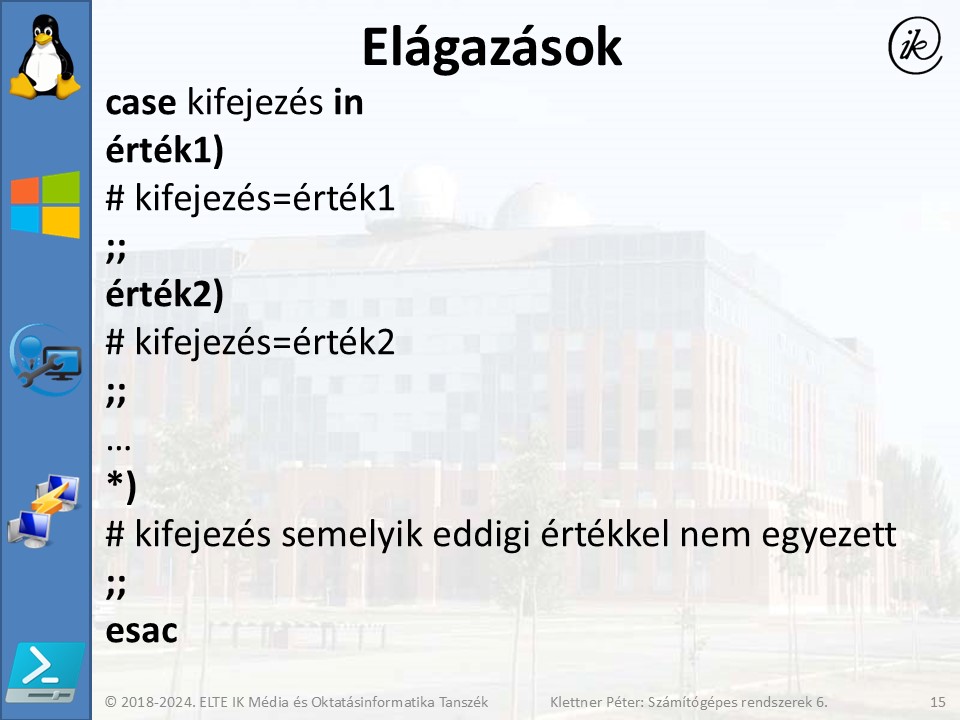 Elágazások
ik
case kifejezés in
érték1)
# kifejezés=érték1
;;
érték2)
# kifejezés=érték2
;;
...
*)
# kifejezés semelyik eddigi értékkel nem egyezett
;;
esac
© 2018-2024. ELTE IK Média és Oktatásinformatika Tanszék Klettner Péter: Számítógépes rendszerek 6. 15